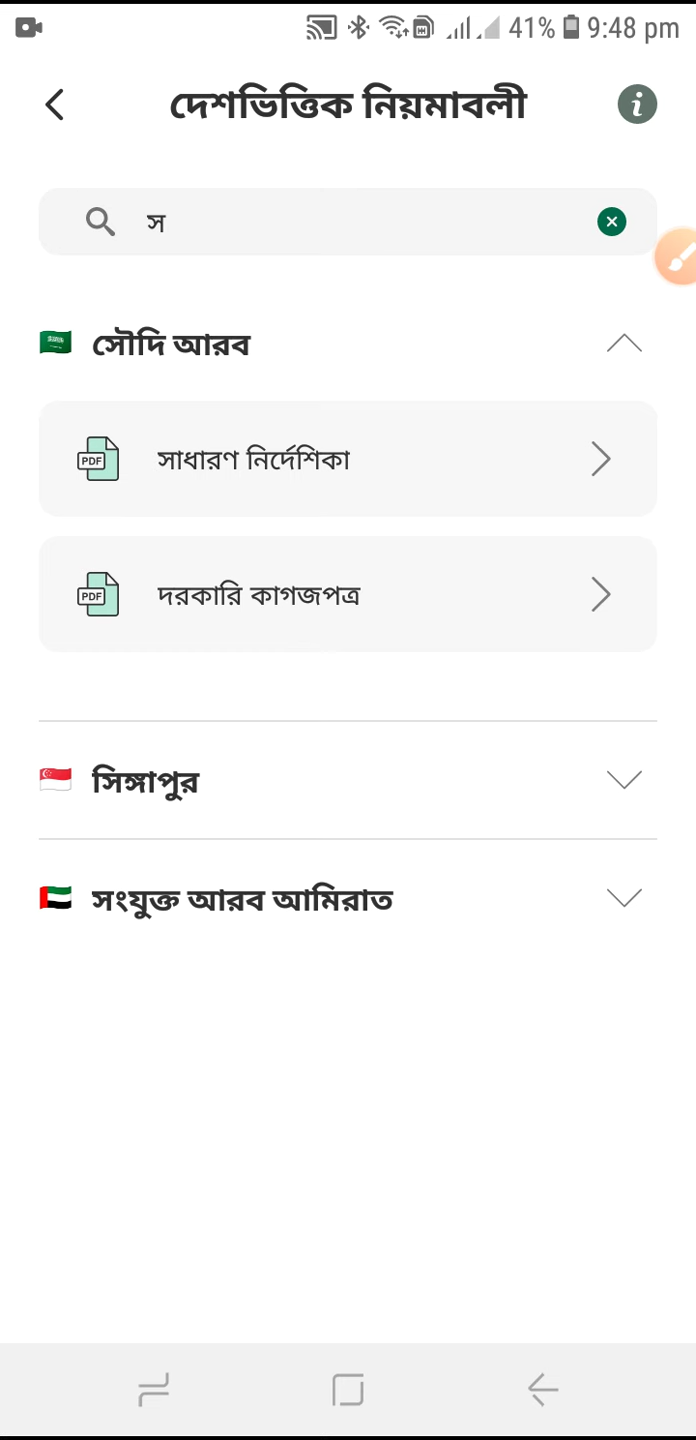 41% 9:48 pm
দেশভিত্তিক নিয়মাবলী
স
সৌদি আরব
PDF সাধারণ নির্দেশিকা
PDF দরকারি কাগজপত্র
সিঙ্গাপুর
সংযুক্ত আরব আমিরাত